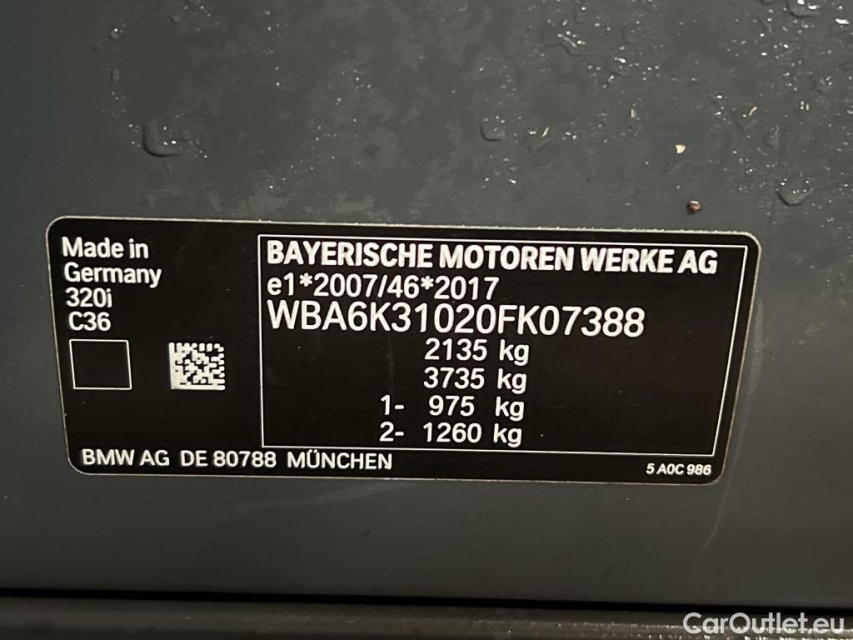 Made in
Germany
320i
C36
BAYERISCHE MOTOREN WERKE AG
e1*2007/46*2017
WBA6K31020FK07388
2135 kg
3735 kg
1- 975 kg
2- 1260 kg
BMW AG DE 80788 MÜNCHEN
5 A0C 986
CarOutlet.eu